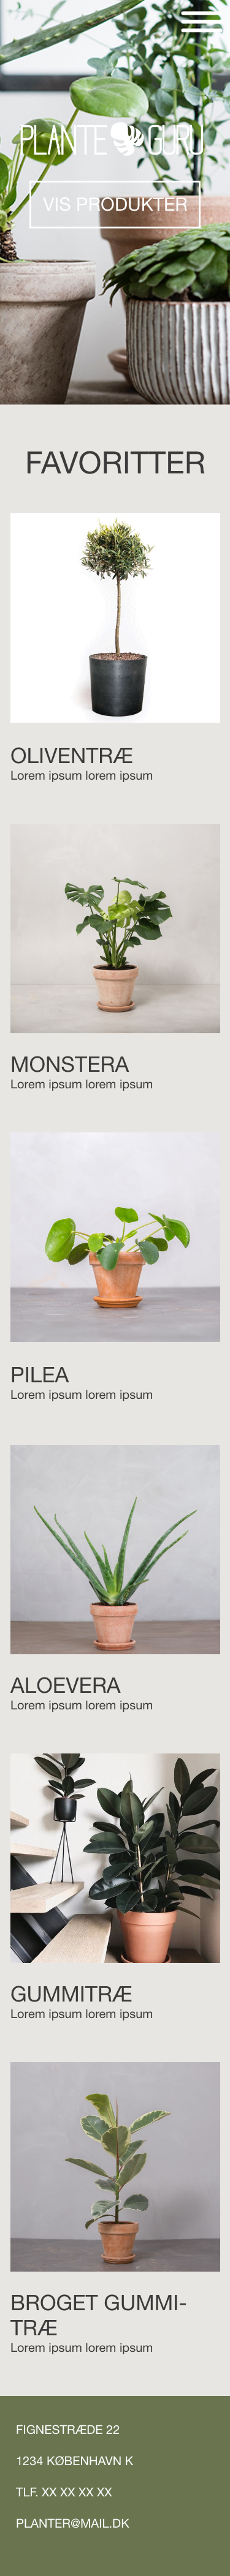 PLANTE GURU
VIS PRODUKTER
FAVORITTER
OLIVENTRÆ
Lorem ipsum lorem ipsum
MONSTERA
Lorem ipsum lorem ipsum
PILEA
Lorem ipsum lorem ipsum
ALOEVERA
Lorem ipsum lorem ipsum
GUMMITRÆ
Lorem ipsum lorem ipsum
BROGET GUMMI-
TRÆ
Lorem ipsum lorem ipsum
FIGNESTRÆDE 22
1234 KØBENHAVN K
TLF. XX XX XX XX
PLANTER@MAIL.DK